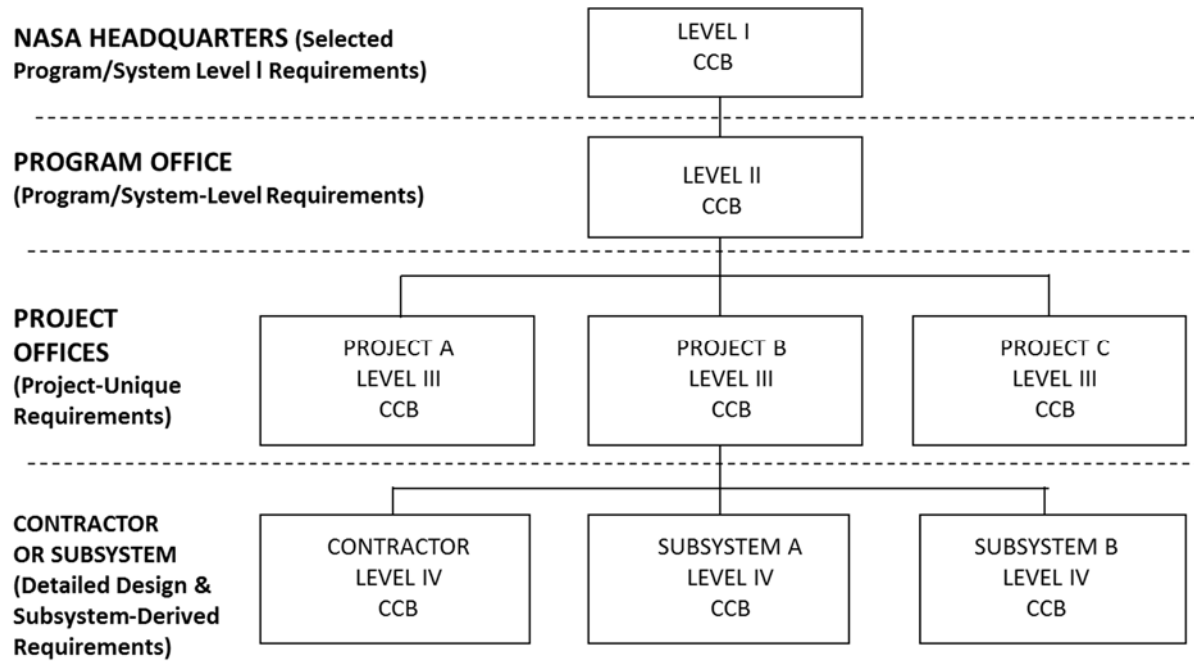 NASA HEADQUARTERS (Selected
Program/System Level I Requirements)
LEVEL I
CCB
PROGRAM OFFICE
(Program/System-Level Requirements)
LEVEL II
CCB
PROJECT
OFFICES
(Project-Unique
Requirements)
PROJECT A
LEVEL III
CCB
PROJECT B
LEVEL III
CCB
PROJECT C
LEVEL III
CCB
CONTRACTOR
OR SUBSYSTEM
(Detailed Design &
Subsystem-Derived
Requirements)
CONTRACTOR
LEVEL IV
CCB
SUBSYSTEM A
LEVEL IV
CCB
SUBSYSTEM B
LEVEL IV
CCB